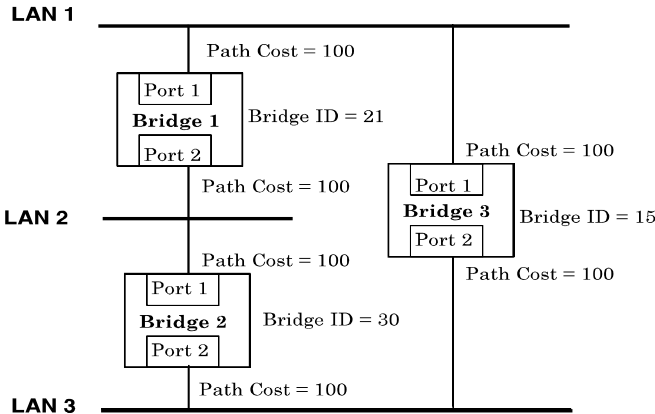 LAN 1
Path Cost = 100
Port 1
Bridge 1
Bridge ID = 21
Port 2
Path Cost = 100
Path Cost = 100
Port 1
Bridge 3
Bridge ID = 15
Port 2
Path Cost = 100
LAN 2
Path Cost = 100
Port 1
Bridge 2
Bridge ID = 30
Port 2
Path Cost = 100
LAN 3